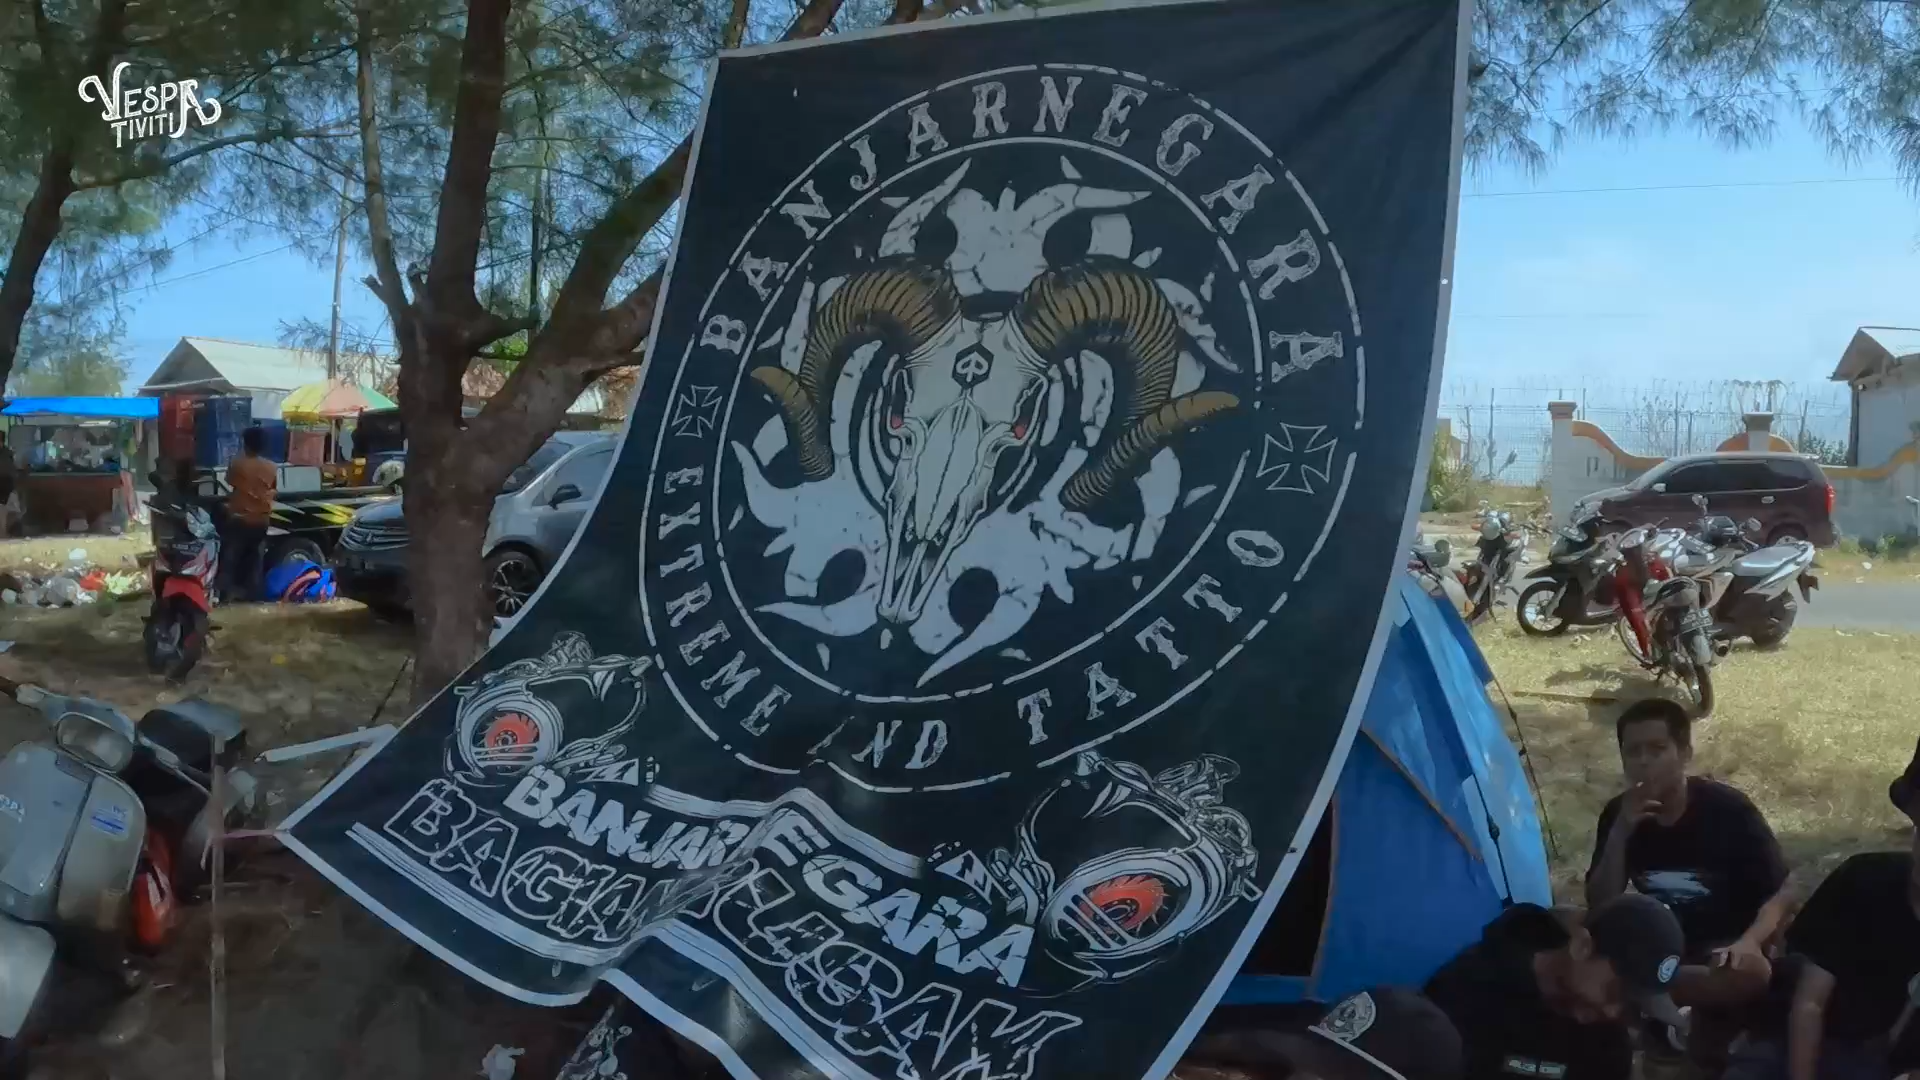 VESPA
TIVITI
BANJARNEGARA
EXTREME AND TATTO
BANJARNEGARA